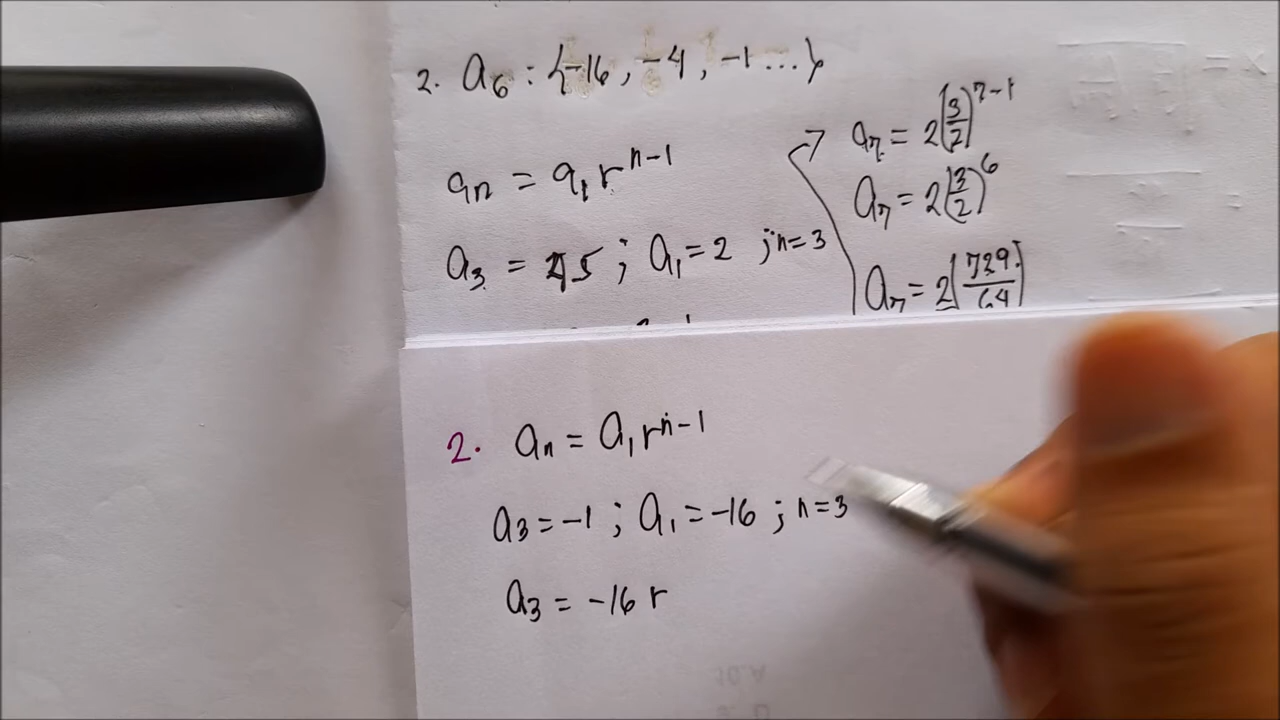 2. a₆ : {-16, -4, -1 ...}
aₙ = a₁rⁿ⁻¹
a₃ = 4.5 ; a₁ = 2 ; n = 3
a₇ = 2(3/2)⁷⁻¹
a₇ = 2(3/2)⁶
a₇ = 2(729/64)
2. aₙ = a₁rⁿ⁻¹
a₃ = -1 ; a₁ = -16 ; n = 3
a₃ = -16 r